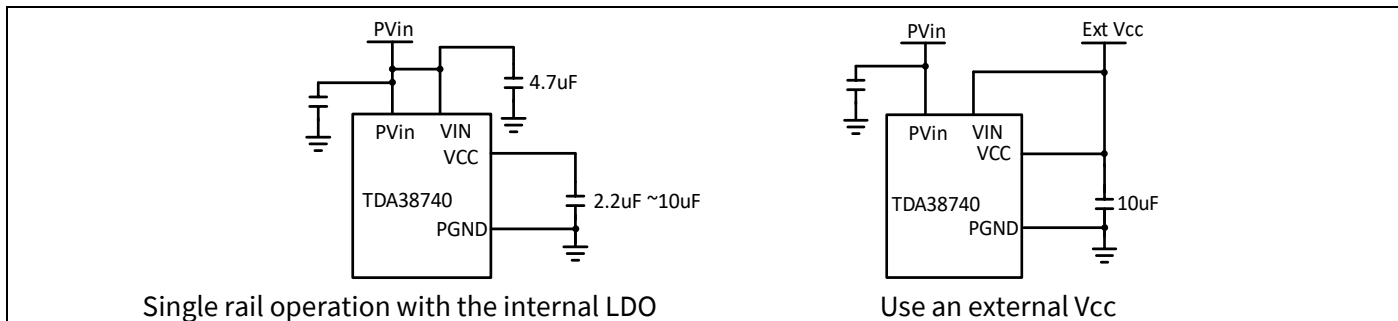 PVin
4.7uF
PVin VIN
VCC
TDA38740
2.2uF ~10uF
PGND
Single rail operation with the internal LDO
PVin
Ext Vcc
PVin VIN
VCC
TDA38740
10uF
PGND
Use an external Vcc